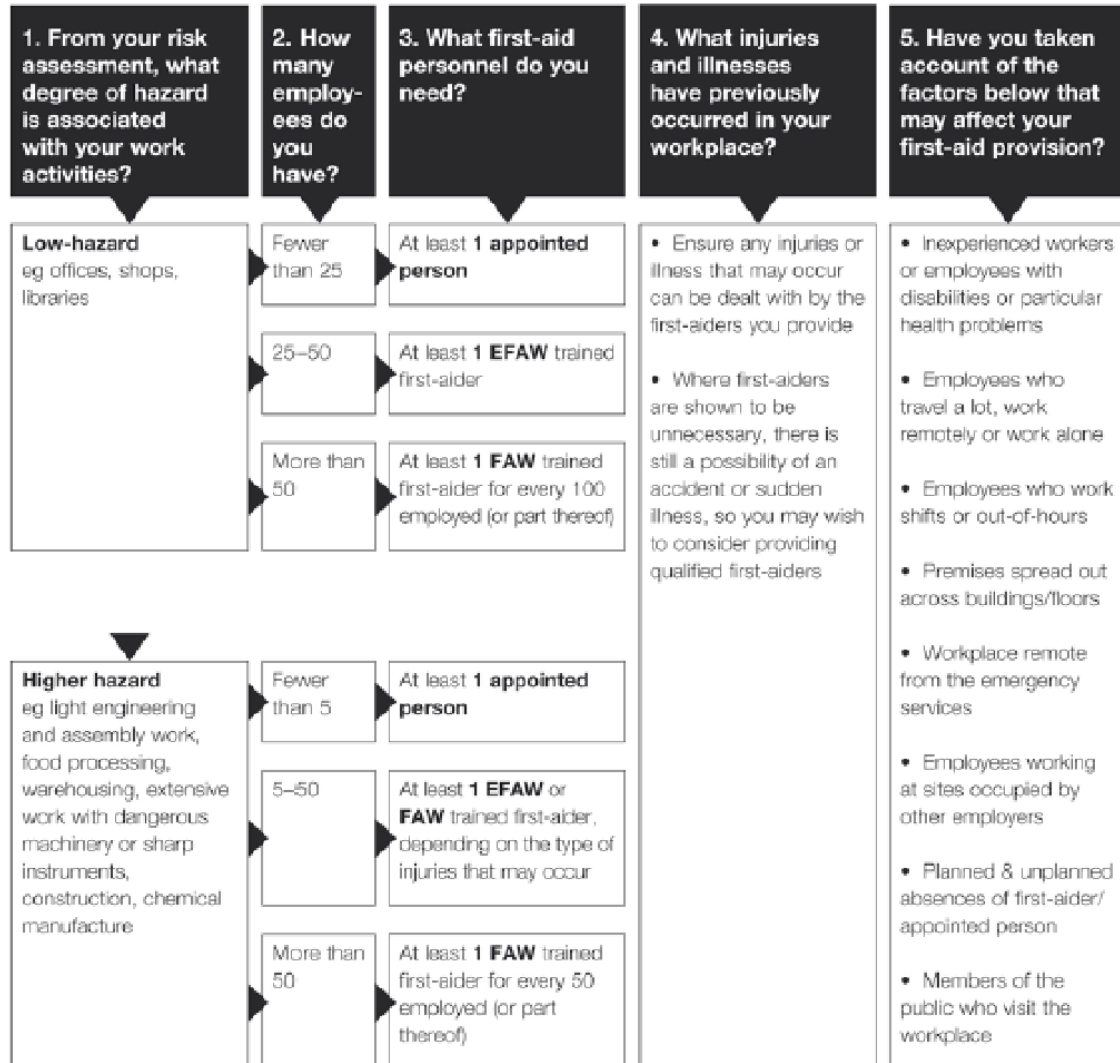 1. From your risk
assessment, what
degree of hazard
is associated
with your work
activities?
2. How
many
employ-
ees do
you
have?
3. What first-aid
personnel do you
need?
4. What injuries
and illnesses
have previously
occurred in your
workplace?
5. Have you taken
account of the
factors below that
may affect your
first-aid provision?
Low-hazard
eg offices, shops,
libraries
Fewer
than 25
At least 1 appointed
person
25–50
At least 1 EFAW trained
first-aider
More than
50
At least 1 FAW trained
first-aider for every 100
employed (or part thereof)
Higher hazard
eg light engineering
and assembly work,
food processing,
warehousing, extensive
work with dangerous
machinery or sharp
instruments,
construction, chemical
manufacture
Fewer
than 5
At least 1 appointed
person
5–50
At least 1 EFAW or
FAW trained first-aider,
depending on the type of
injuries that may occur
More than
50
At least 1 FAW trained
first-aider for every 50
employed (or part
thereof)
• Ensure any injuries or
illness that may occur
can be dealt with by the
first-aiders you provide
• Where first-aiders
are shown to be
unnecessary, there is
still a possibility of an
accident or sudden
illness, so you may wish
to consider providing
qualified first-aiders
• Inexperienced workers
or employees with
disabilities or particular
health problems
• Employees who
travel a lot, work
remotely or work alone
• Employees who work
shifts or out-of-hours
• Premises spread out
across buildings/floors
• Workplace remote
from the emergency
services
• Employees working
at sites occupied by
other employers
• Planned & unplanned
absences of first-aider/
appointed person
• Members of the
public who visit the
workplace